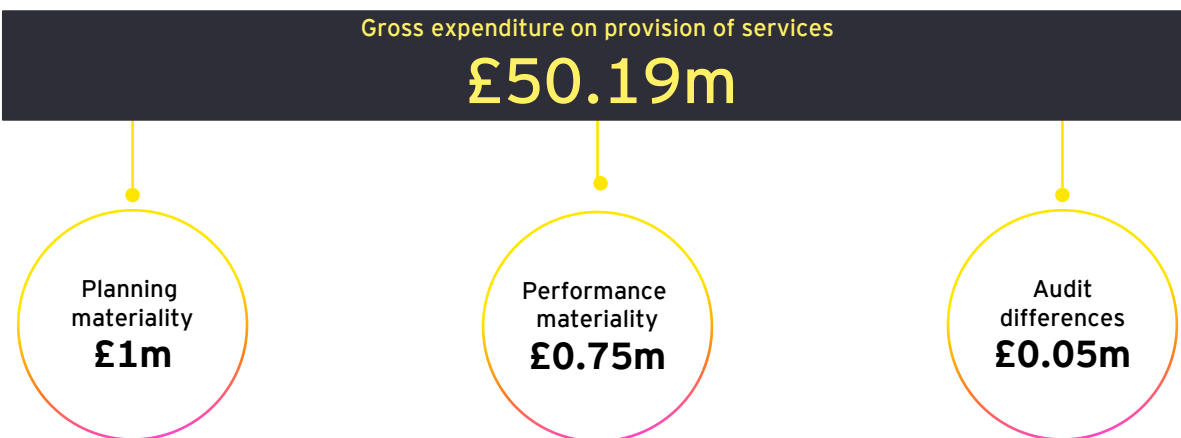 Gross expenditure on provision of services
£50.19m
Planning
materiality
£1m
Performance
materiality
£0.75m
Audit
differences
£0.05m